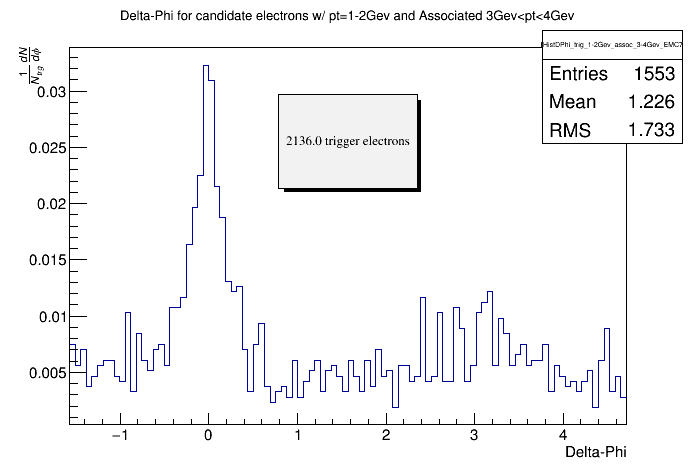 Delta-Phi for candidate electrons w/ pt=1-2Gev and Associated 3Gev<pt<4Gev
HistDPhi_trig_1-2Gev_assoc_3-4Gev_EMC7
Entries 1553
Mean 1.226
RMS 1.733
1 dN
N_trg dϕ
0.03
0.025
0.02
0.015
0.01
0.005
2136.0 trigger electrons
−1 0 1 2 3 4
Delta-Phi